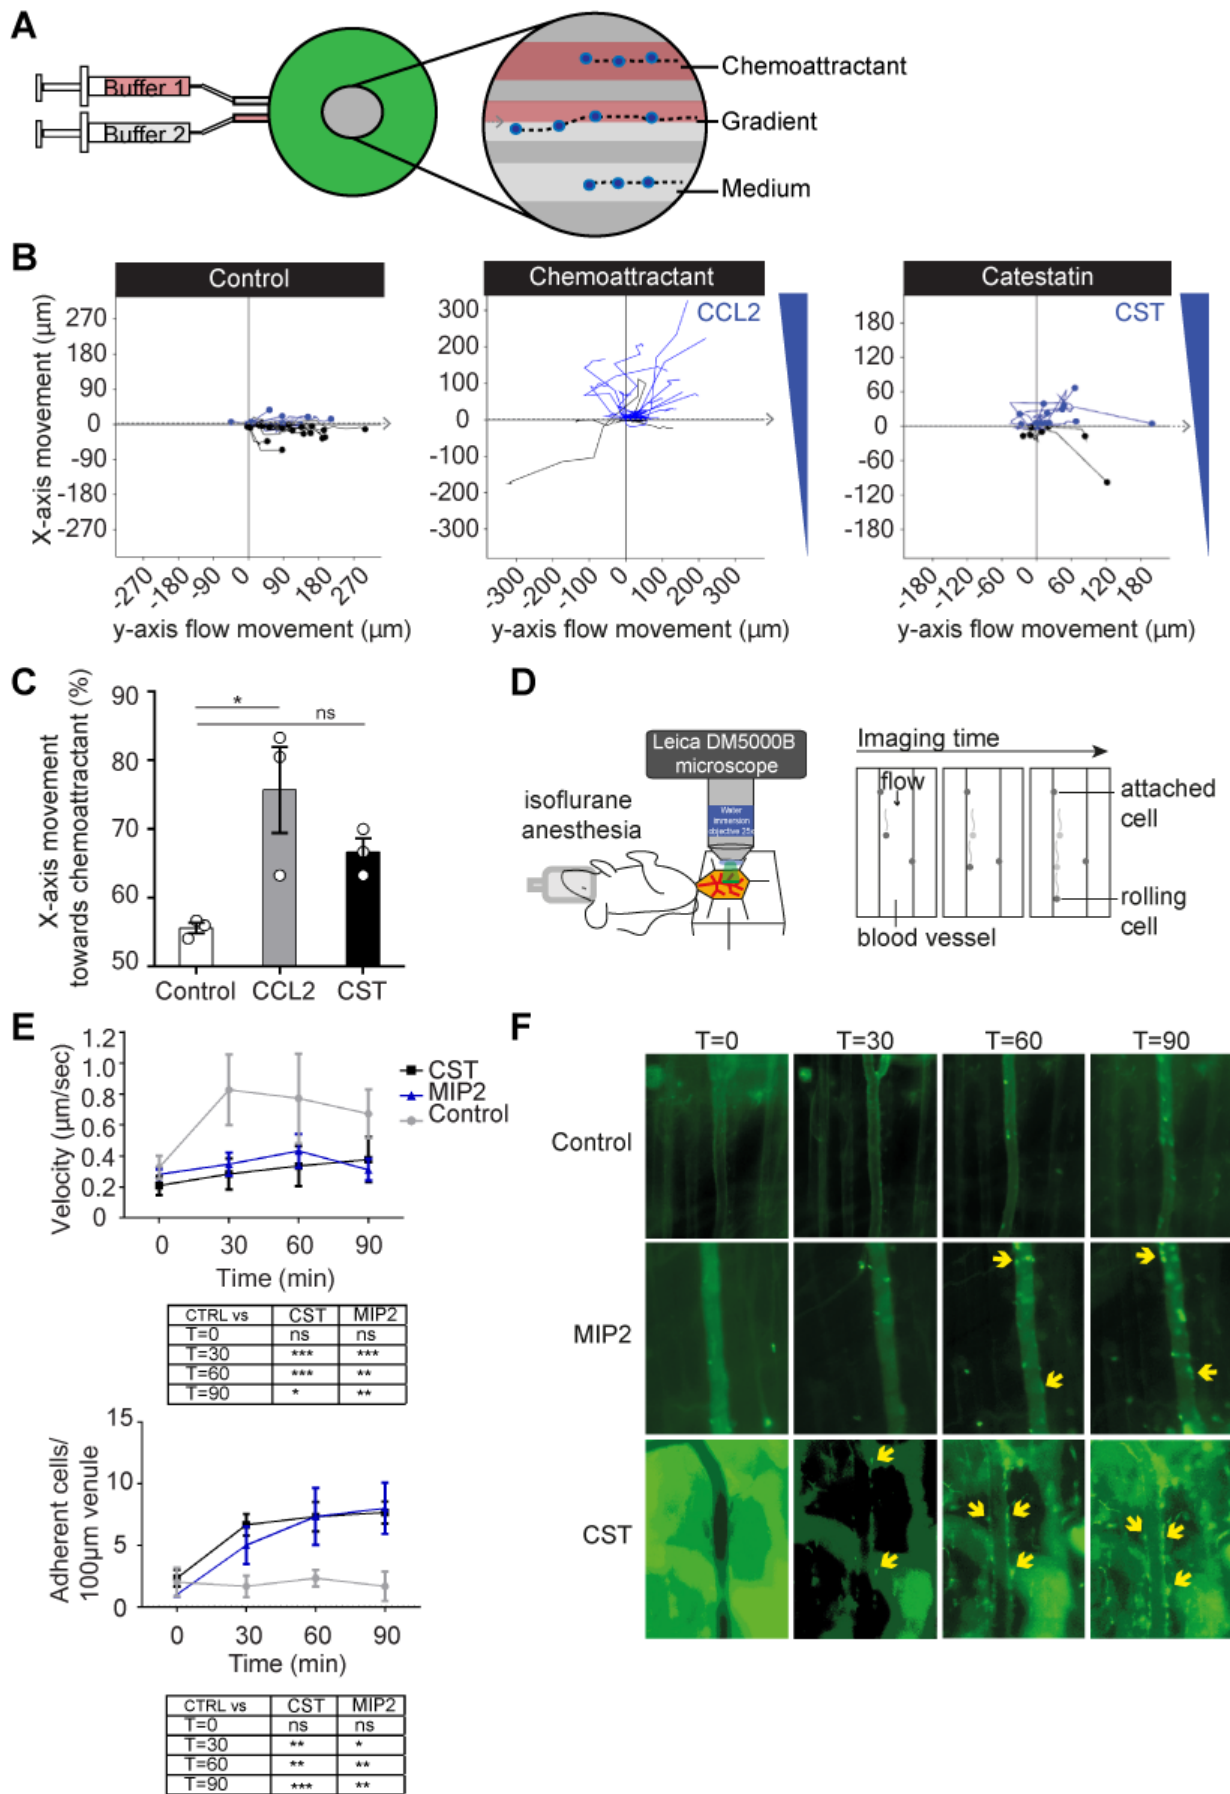 A
Buffer 1
Buffer 2
Chemoattractant
Gradient
Medium
B
Control
Chemoattractant
Catestatin
X-axis movement (µm)
270
180
90
0
-90
-180
-270
-270
-180
-90
0
90
180
270
y-axis flow movement (µm)
CCL2
300
200
100
0
-100
-200
-300
-300
-200
-100
0
100
200
300
y-axis flow movement (µm)
CST
180
120
60
0
-60
-120
-180
-180
-120
-60
0
60
120
180
y-axis flow movement (µm)
C
X-axis movement
towards chemoattractant (%)
90
80
70
60
50
*
ns
Control
CCL2
CST
D
isoflurane
anesthesia
Leica DM5000B
microscope
Water
immersion
objective 25x
Imaging time
flow
attached
cell
rolling
cell
blood vessel
E
Velocity (µm/sec)
1.2
1.0
0.8
0.6
0.4
0.2
0
0
30
60
90
Time (min)
CST
MIP2
Control
CTRL vs CST MIP2
T=0 ns ns
T=30 *** ***
T=60 *** **
T=90 * **
Adherent cells/
100µm venule
15
10
5
0
0
30
60
90
Time (min)
CTRL vs CST MIP2
T=0 ns ns
T=30 ** *
T=60 ** **
T=90 *** **
F
T=0
T=30
T=60
T=90
Control
MIP2
CST